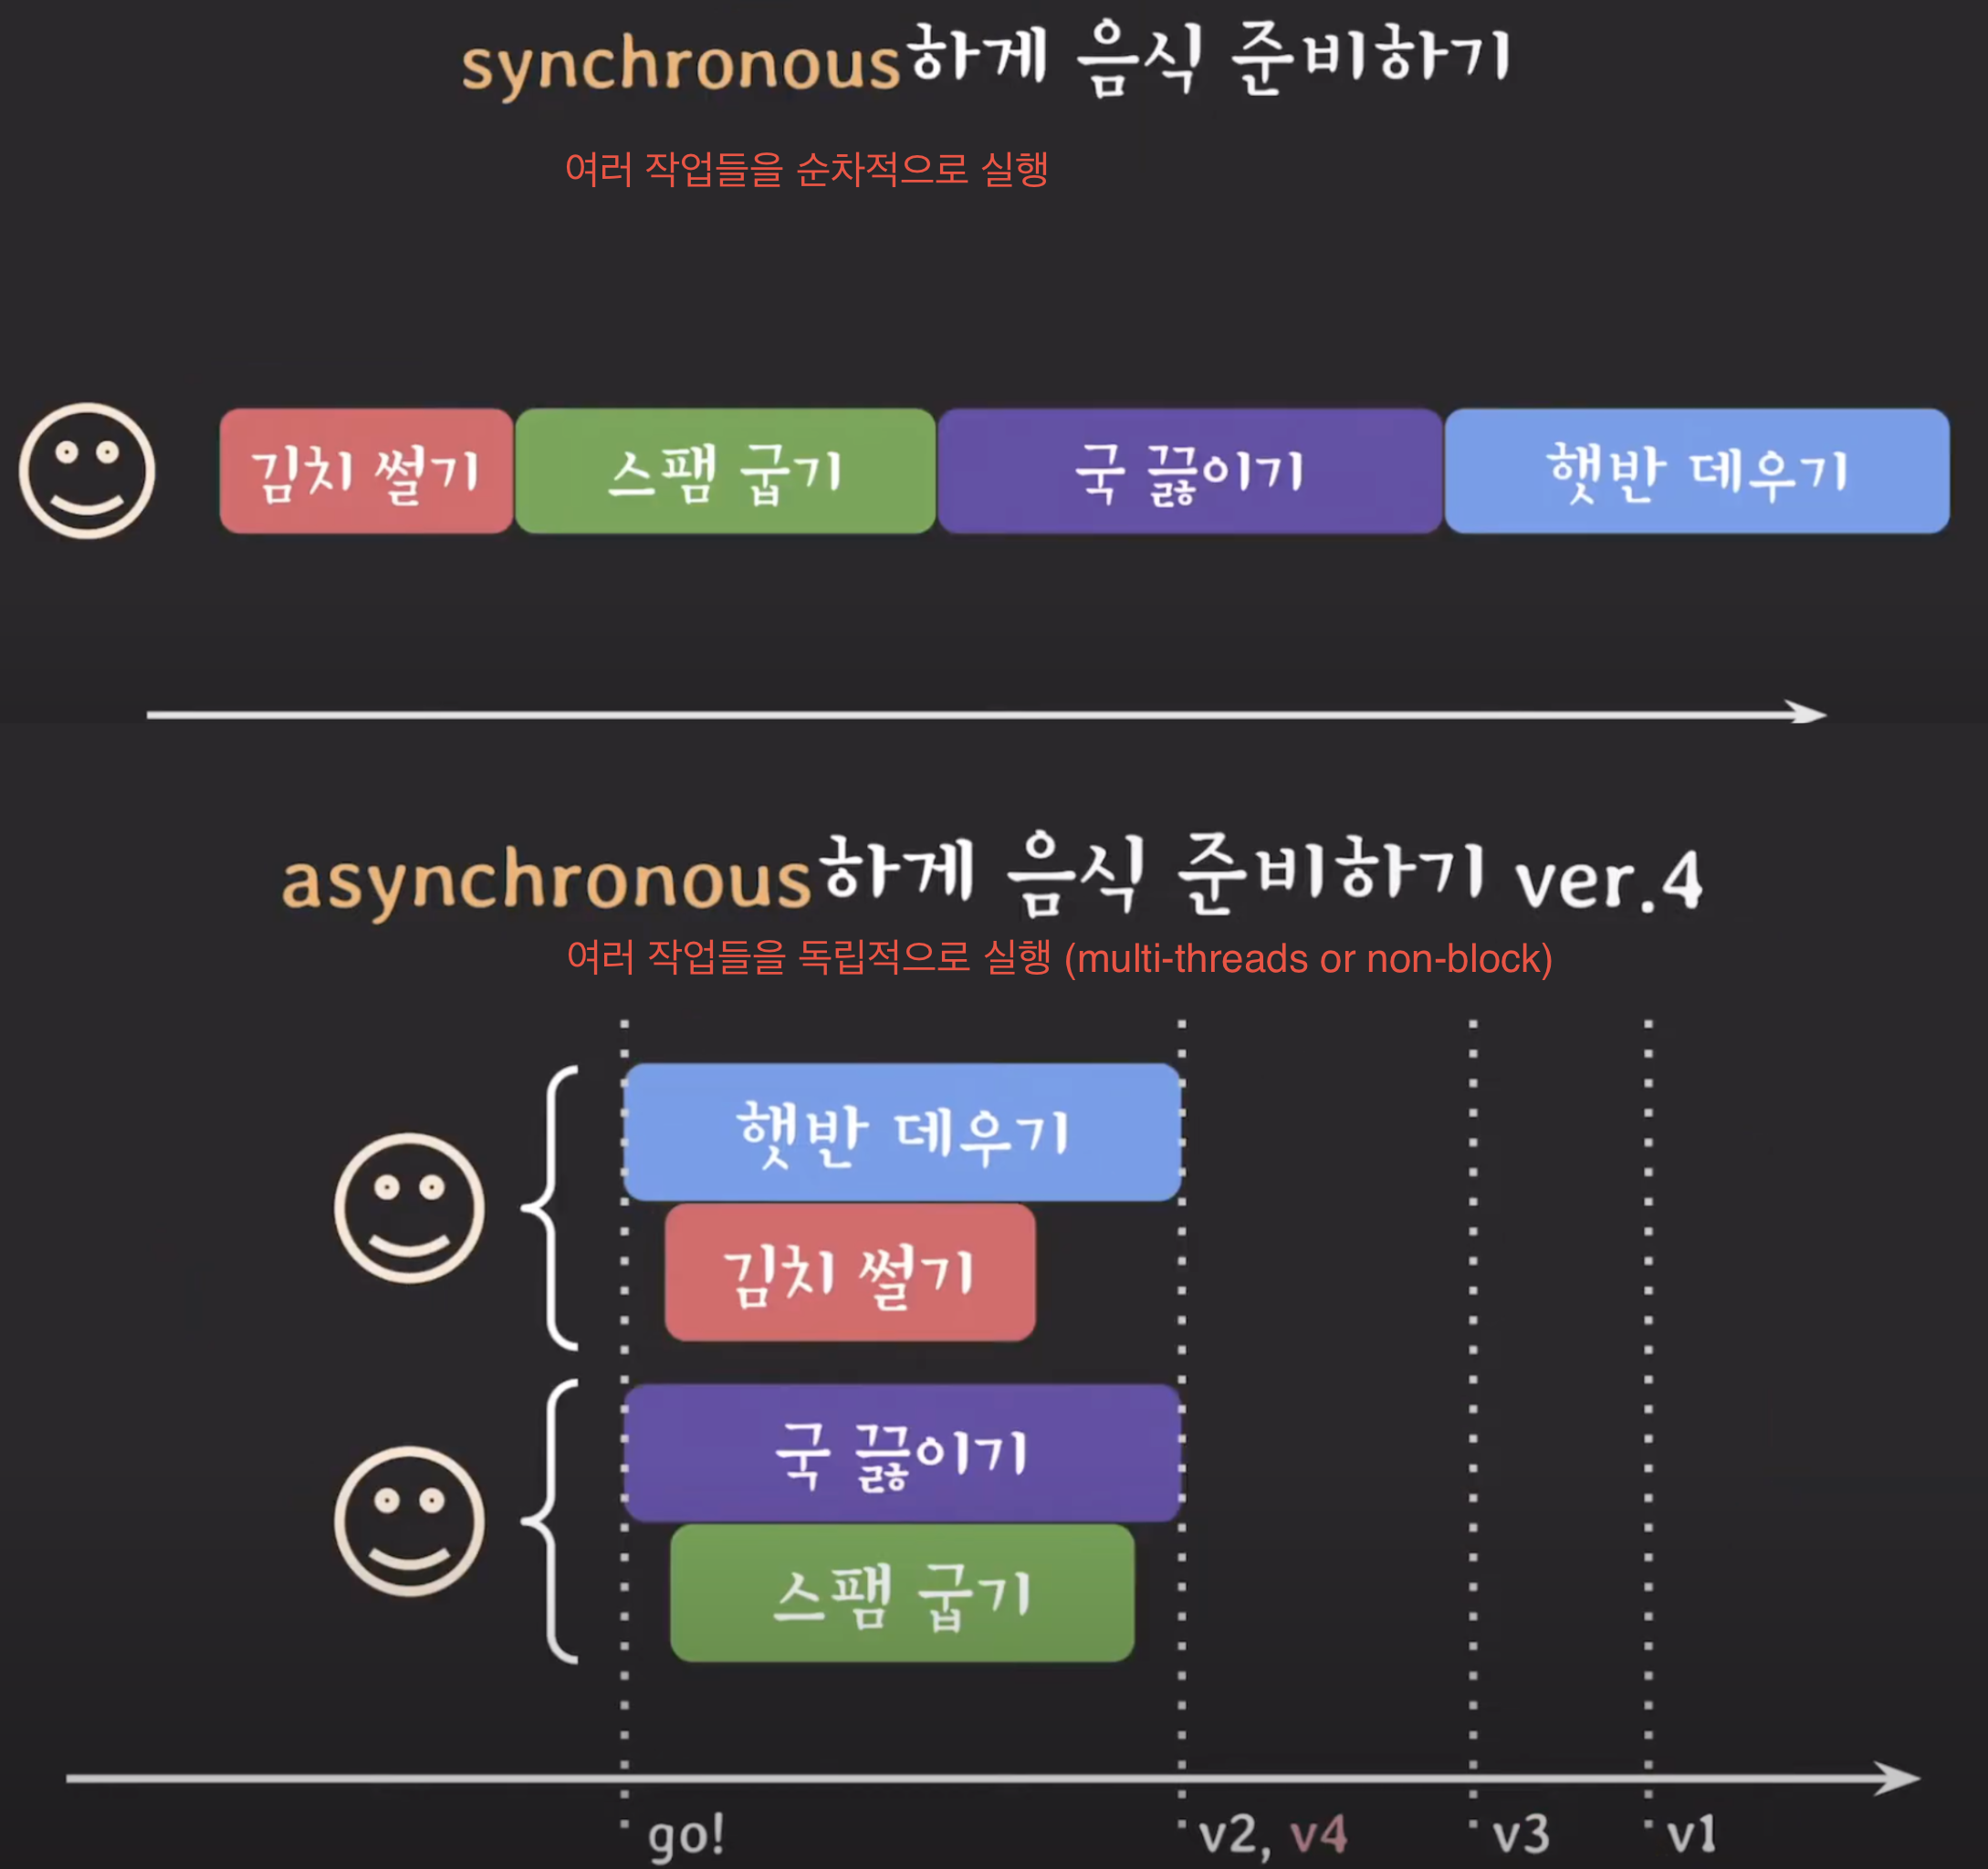 synchronous하게 음식 준비하기
여러 작업들을 순차적으로 실행
김치 썰기 스팸 굽기 국 끓이기 햇반 데우기
asynchronous하게 음식 준비하기 ver.4
여러 작업들을 독립적으로 실행 (multi-threads or non-block)
햇반 데우기
김치 썰기
국 끓이기
스팸 굽기
go! v2, v4 v3 v1